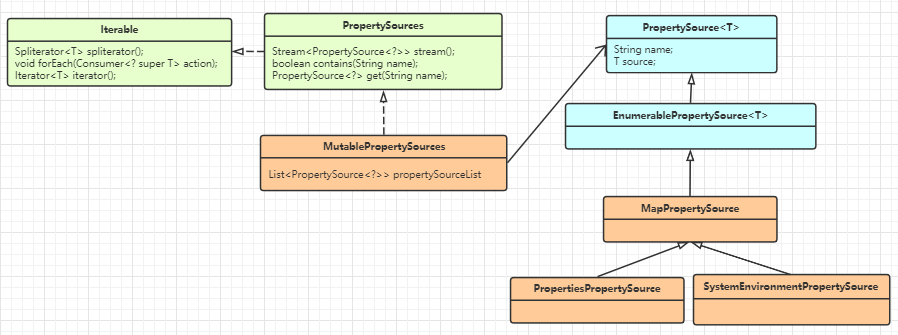 Iterable
Spliterator<T> spliterator();
void forEach(Consumer<? super T> action);
Iterator<T> iterator();
PropertySources
Stream<PropertySource<?>> stream();
boolean contains(String name);
PropertySource<?> get(String name);
PropertySource<T>
String name;
T source;
EnumerablePropertySource<T>
MutablePropertySources
List<PropertySource<?>> propertySourceList
MapPropertySource
PropertiesPropertySource
SystemEnvironmentPropertySource